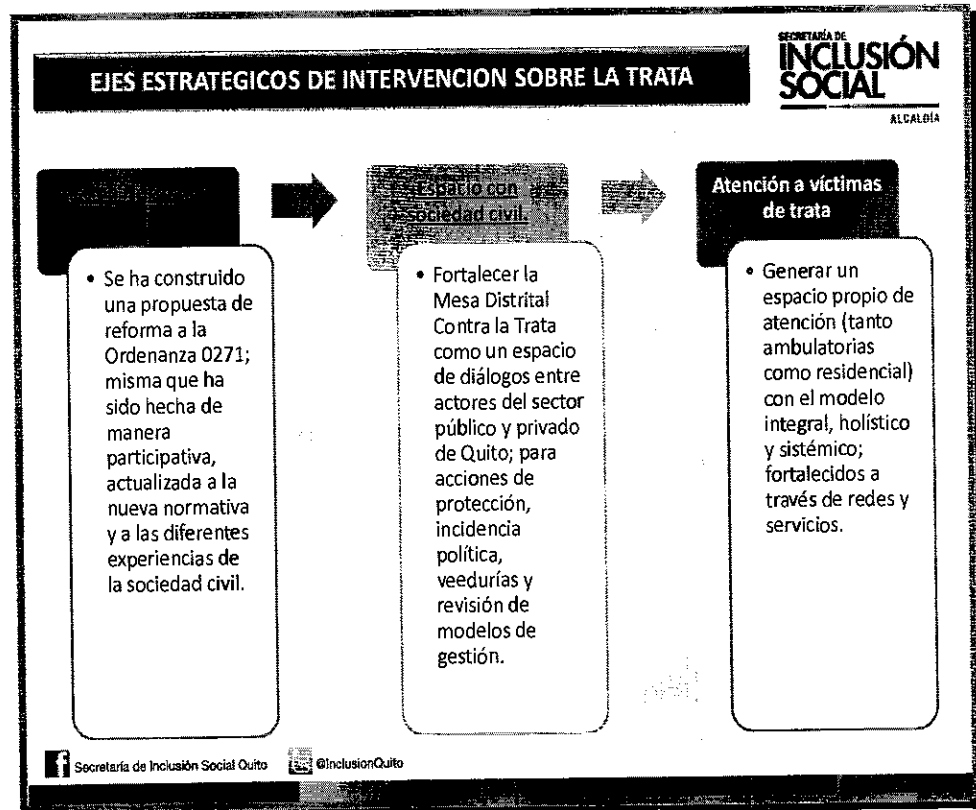 EJES ESTRATEGICOS DE INTERVENCION SOBRE LA TRATA
SECRETARÍA DE
INCLUSIÓN
SOCIAL
ALCALDÍA
• Se ha construido
una propuesta de
reforma a la
Ordenanza 0271;
misma que ha
sido hecha de
manera
participativa,
actualizada a la
nueva normativa
y a las diferentes
experiencias de
la sociedad civil.
Espacio con
sociedad civil.
• Fortalecer la
Mesa Distrital
Contra la Trata
como un espacio
de diálogos entre
actores del sector
público y privado
de Quito; para
acciones de
protección,
incidencia
política,
veedurías y
revisión de
modelos de
gestión.
Atención a víctimas
de trata
• Generar un
espacio propio de
atención (tanto
ambulatorias
como residencial)
con el modelo
integral, holístico
y sistémico;
fortalecidos a
través de redes y
servicios.
f Secretaría de Inclusión Social Quito
@InclusionQuito